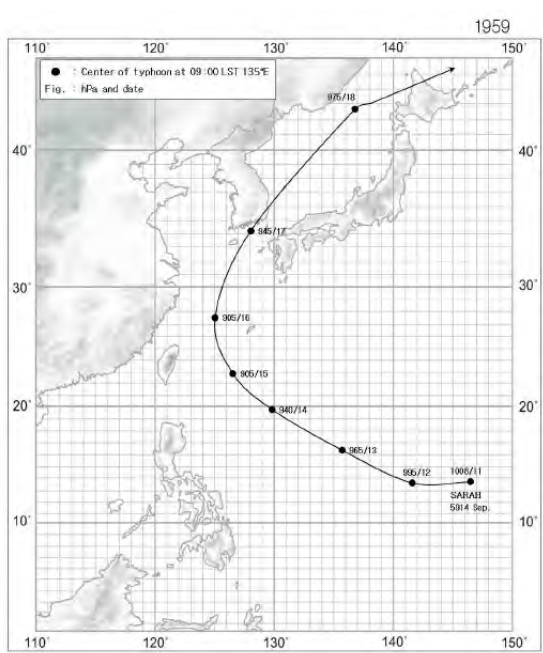 1959
110° 120° 130° 140° 150°
● : Center of typhoon at 09:00 LST 135°E
Fig. : hPa and date
975/18
40° 40°
945/17
30° 30°
905/16
905/15
20° 20°
940/14
965/13
995/12 1006/11
SARAH
5914 Sep.
10° 10°
110° 120° 130° 140° 150°